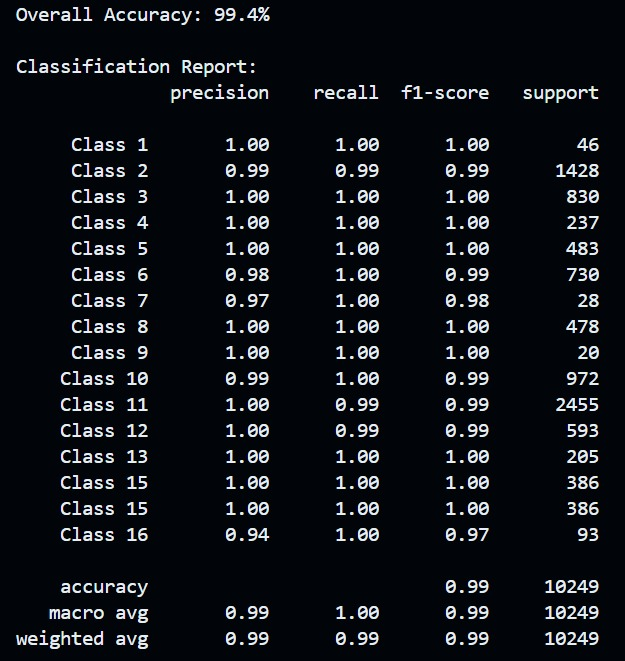 Overall Accuracy: 99.4%
Classification Report:
precision recall f1-score support
Class 1 1.00 1.00 1.00 46
Class 2 0.99 0.99 0.99 1428
Class 3 1.00 1.00 1.00 830
Class 4 1.00 1.00 1.00 237
Class 5 1.00 1.00 1.00 483
Class 6 0.98 1.00 0.99 730
Class 7 0.97 1.00 0.98 28
Class 8 1.00 1.00 1.00 478
Class 9 1.00 1.00 1.00 20
Class 10 0.99 1.00 0.99 972
Class 11 1.00 0.99 0.99 2455
Class 12 0.99 0.99 0.99 593
Class 13 1.00 1.00 1.00 205
Class 15 1.00 1.00 1.00 386
Class 15 1.00 1.00 1.00 386
Class 16 0.94 1.00 0.97 93
accuracy 0.99 10249
macro avg 0.99 1.00 0.99 10249
weighted avg 0.99 0.99 0.99 10249